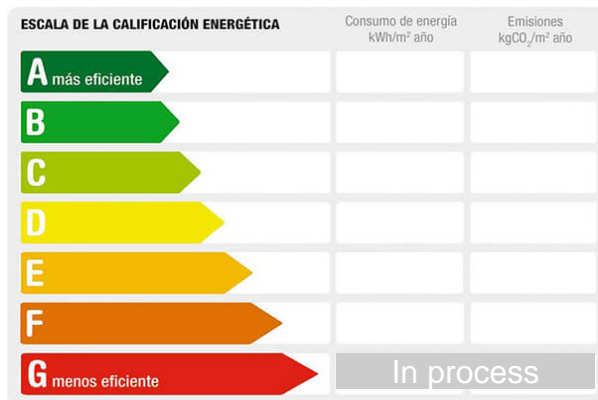 ESCALA DE LA CALIFICACIÓN ENERGÉTICA
Consumo de energía
kWh/m² año
Emisiones
kgCO₂/m² año
A más eficiente
B
C
D
E
F
G menos eficiente
In process